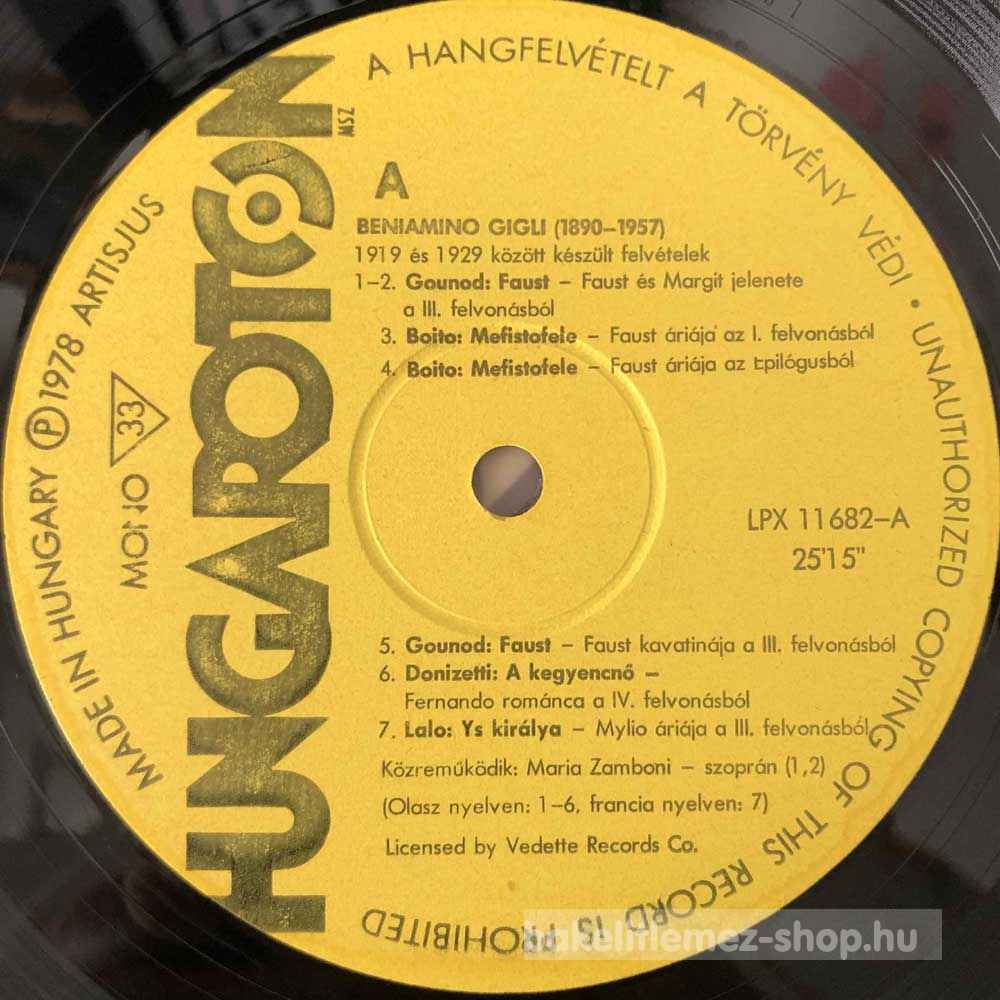 A HANGFELVÉTELT A TÖRVÉNY VÉDI • UNAUTHORIZED COPYING OF THIS RECORD IS PROHIBITED
MADE IN HUNGARY Ⓟ 1978 ARTISJUS
MONO 33
HUNGAROTON
MSZ
A
BENIAMINO GIGLI (1890–1957)
1919 és 1929 között készült felvételek
1–2. Gounod: Faust – Faust és Margit jelenete
a III. felvonásból
3. Boito: Mefistofele – Faust áriája az I. felvonásból
4. Boito: Mefistofele – Faust áriája az Epilógusból
LPX 11682–A
25'15"
5. Gounod: Faust – Faust kavatinája a III. felvonásból
6. Donizetti: A kegyencnő –
Fernando románca a IV. felvonásból
7. Lalo: Ys királya – Mylio áriája a III. felvonásból
Közreműködik: Maria Zamboni – szoprán (1,2)
(Olasz nyelven: 1–6, francia nyelven: 7)
Licensed by Vedette Records Co.
bakelitlemez-shop.hu